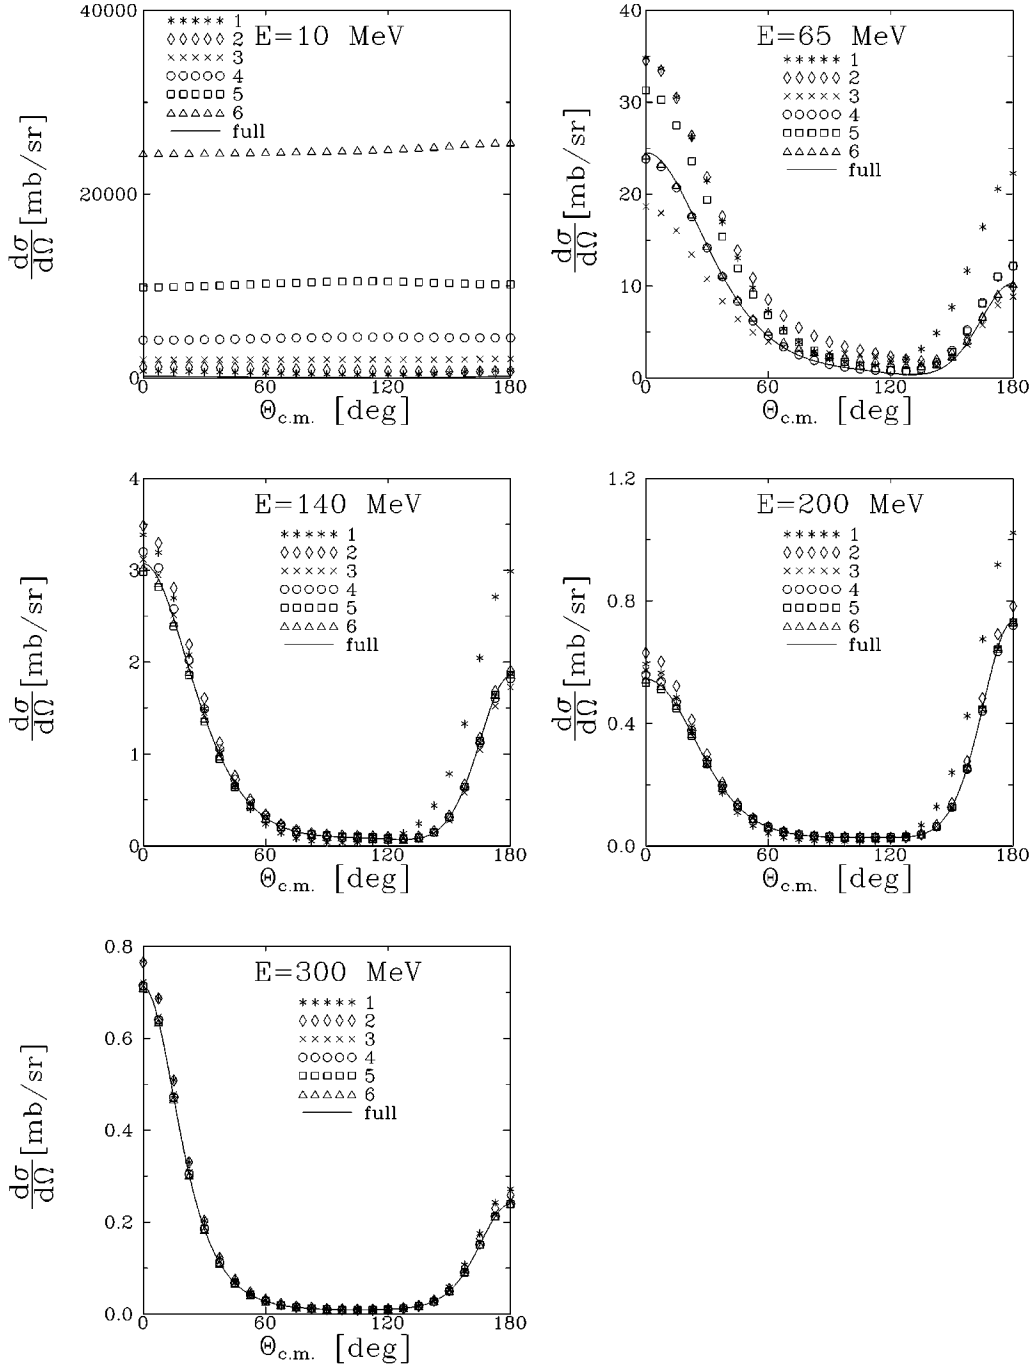 40000
20000
0
E=10 MeV
1
2
3
4
5
6
full
dσ/dΩ [mb/sr]
0 60 120 180
Θc.m. [deg]
40
30
20
10
0
E=65 MeV
1
2
3
4
5
6
full
dσ/dΩ [mb/sr]
0 60 120 180
Θc.m. [deg]
4
3
2
1
0
E=140 MeV
1
2
3
4
5
6
full
dσ/dΩ [mb/sr]
0 60 120 180
Θc.m. [deg]
1.2
0.8
0.4
0.0
E=200 MeV
1
2
3
4
5
6
full
dσ/dΩ [mb/sr]
0 60 120 180
Θc.m. [deg]
0.8
0.6
0.4
0.2
0.0
E=300 MeV
1
2
3
4
5
6
full
dσ/dΩ [mb/sr]
0 60 120 180
Θc.m. [deg]